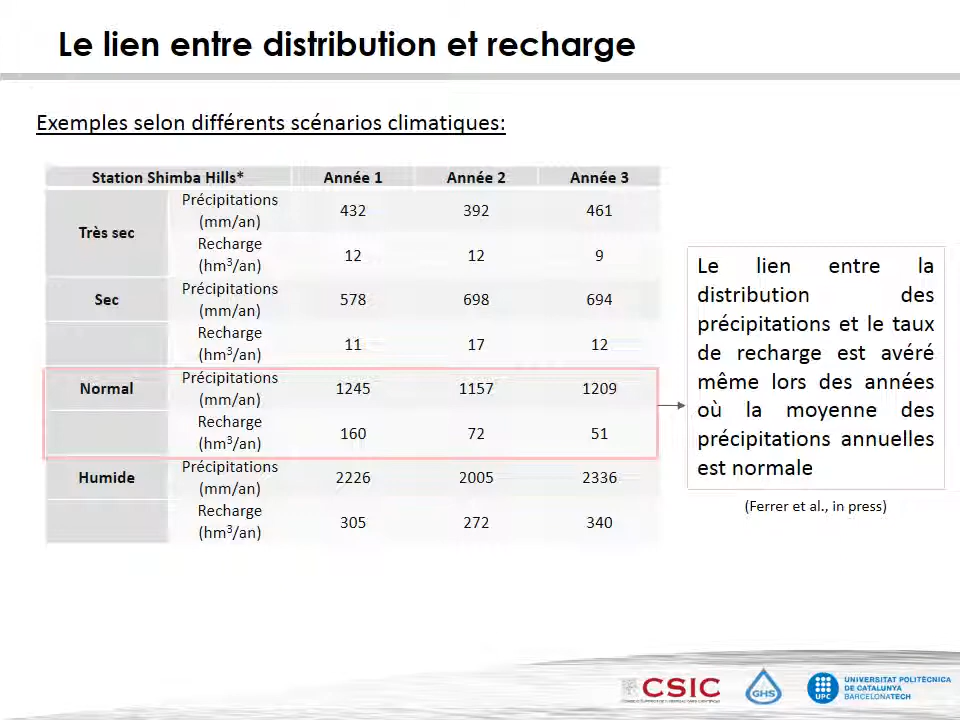 Le lien entre distribution et recharge
Exemples selon différents scénarios climatiques:
Station Shimba Hills* Année 1 Année 2 Année 3
Très sec
Précipitations
(mm/an)
432 392 461
Recharge
(hm³/an)
12 12 9
Sec
Précipitations
(mm/an)
578 698 694
Recharge
(hm³/an)
11 17 12
Normal
Précipitations
(mm/an)
1245 1157 1209
Recharge
(hm³/an)
160 72 51
Humide
Précipitations
(mm/an)
2226 2005 2336
Recharge
(hm³/an)
305 272 340
Le lien entre la
distribution des
précipitations et le taux
de recharge est avéré
même lors des années
où la moyenne des
précipitations annuelles
est normale
(Ferrer et al., in press)
CSIC
GHS
UPC
UNIVERSITAT POLITÈCNICA
DE CATALUNYA
BARCELONATECH